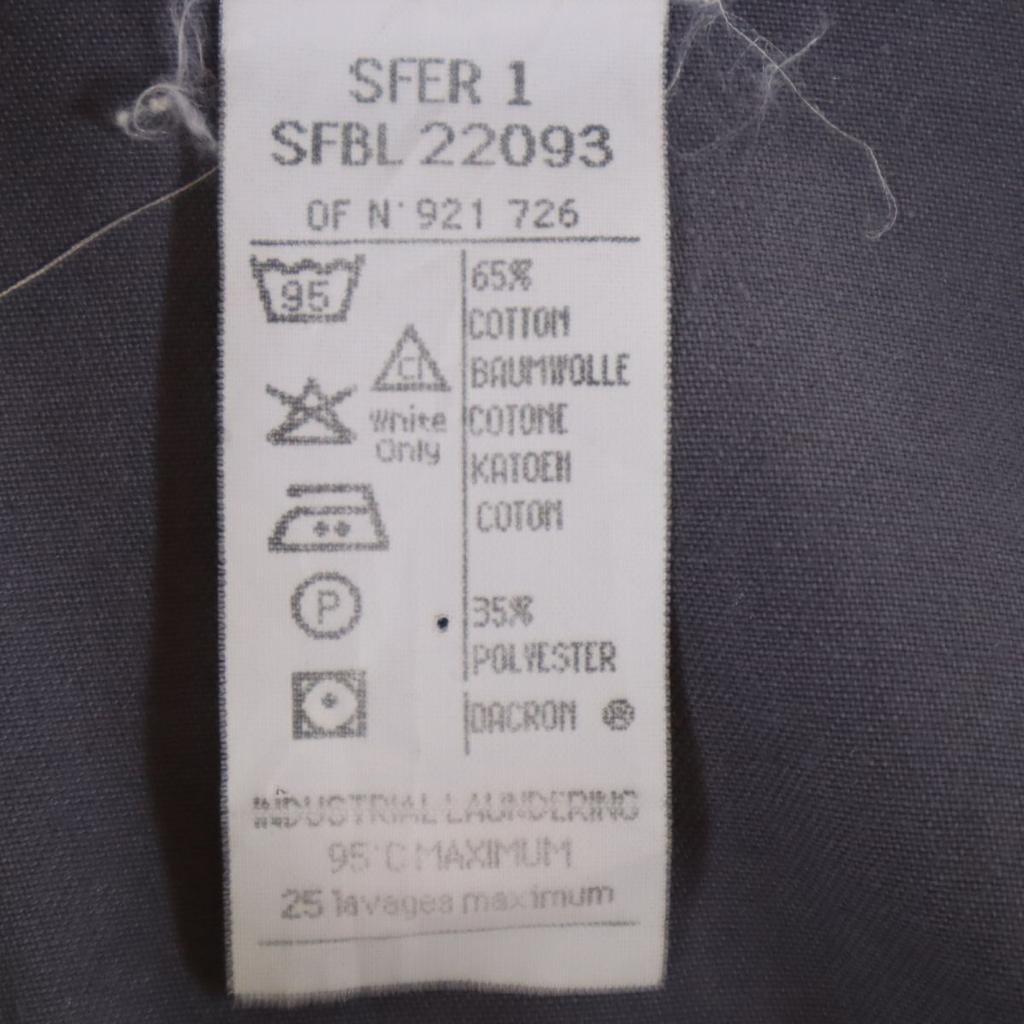 SFER 1
SFBL 22093
OF N° 921 726
95
Cl
White
Only
P
65%
COTTON
BAUMWOLLE
COTONE
KATOEN
COTON
35%
POLYESTER
DACRON ®
INDUSTRIAL LAUNDERING
95°C MAXIMUM
25 lavages maximum